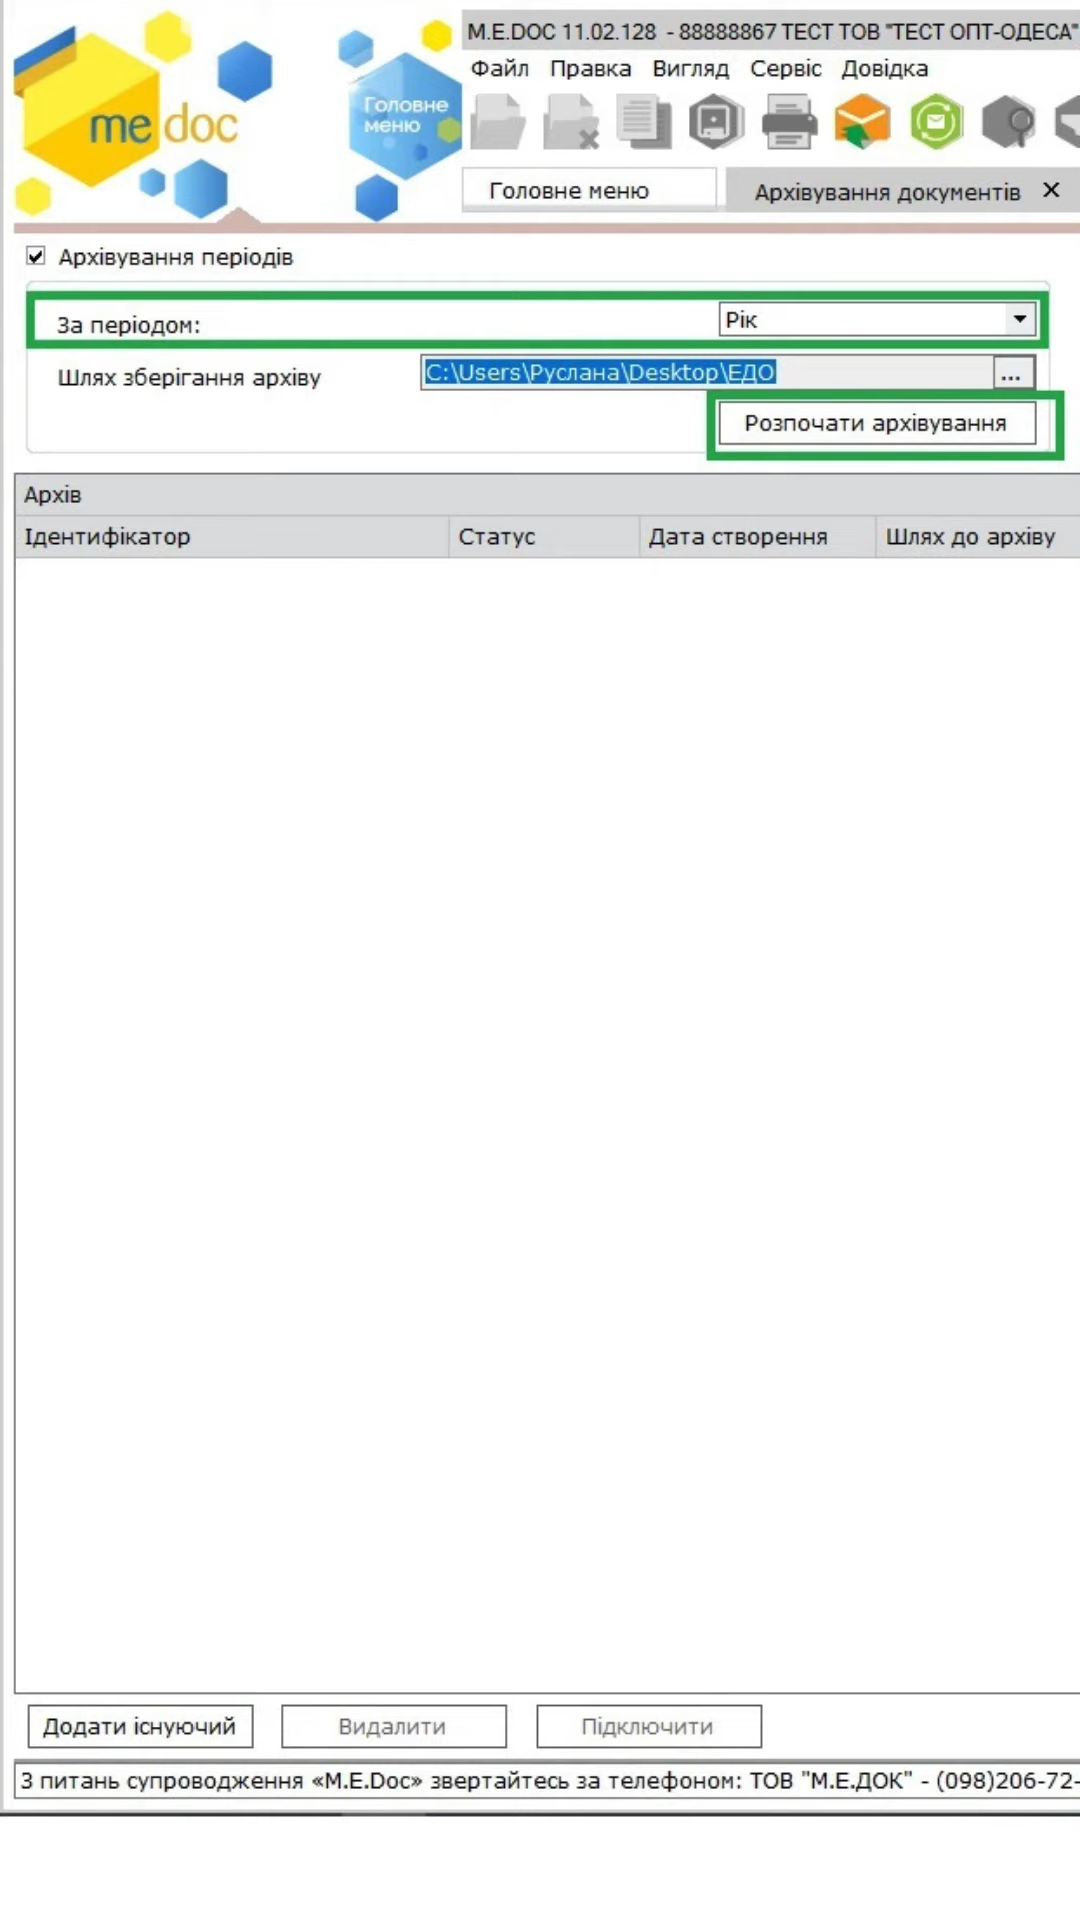 me doc
Головне
меню
M.E.DOC 11.02.128 - 88888867 ТЕСТ ТОВ "ТЕСТ ОПТ-ОДЕСА"
Файл Правка Вигляд Сервіс Довідка
Головне меню Архівування документів ✕
Архівування періодів
За періодом: Рік
Шлях зберігання архіву C:\Users\Руслана\Desktop\ЕДО ...
Розпочати архівування
Архів
Ідентифікатор Статус Дата створення Шлях до архіву
Додати існуючий Видалити Підключити
З питань супроводження «M.E.Doc» звертайтесь за телефоном: ТОВ "М.Е.ДОК" - (098)206-72-